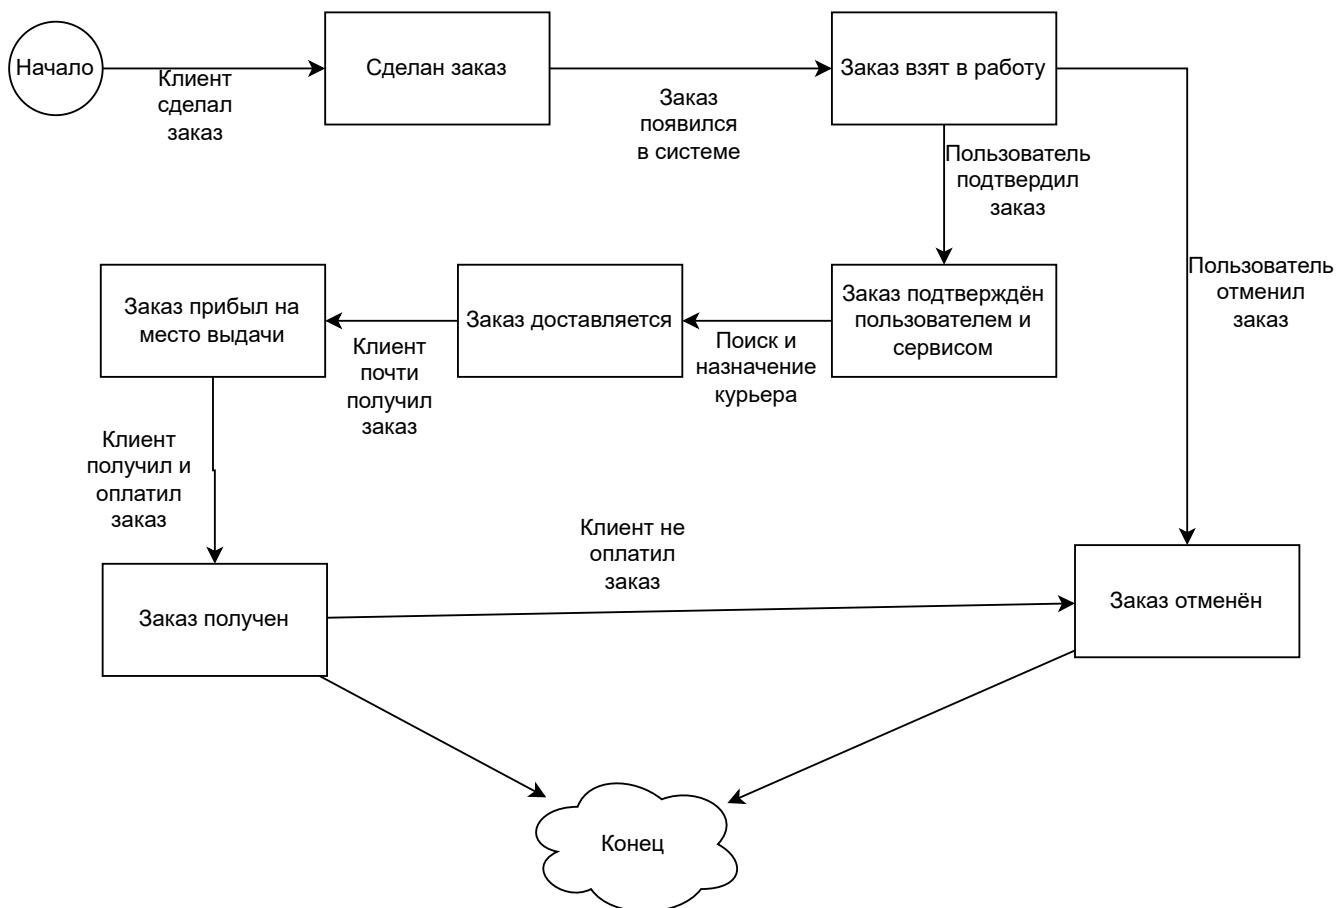 Начало
Клиент
сделал
заказ
Сделан заказ
Заказ
появился
в системе
Заказ взят в работу
Пользователь
подтвердил
заказ
Пользователь
отменил
заказ
Заказ подтверждён
пользователем и
сервисом
Поиск и
назначение
курьера
Заказ доставляется
Клиент
почти
получил
заказ
Заказ прибыл на
место выдачи
Клиент
получил и
оплатил
заказ
Заказ получен
Клиент не
оплатил
заказ
Заказ отменён
Конец